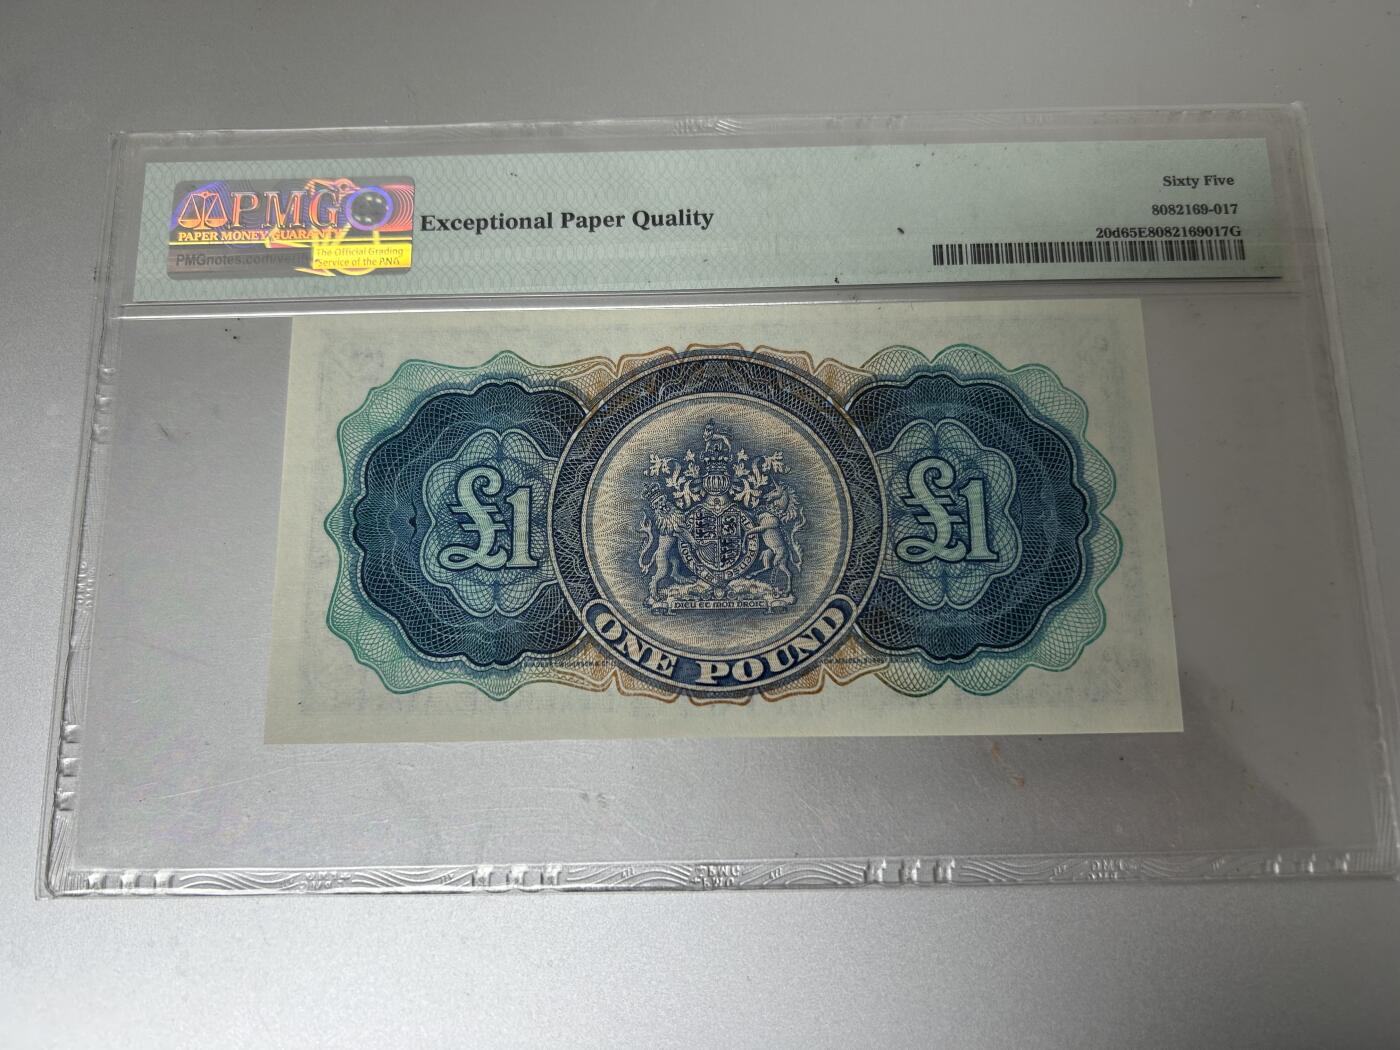 PMG
PAPER MONEY GUARANTY
PMGnotes.com/verify
The Official Grading
Service of the PNG
Exceptional Paper Quality
Sixty Five
8082169-017
20d65E8082169017G
£1
£1
DIEU ET MON DROIT
ONE POUND